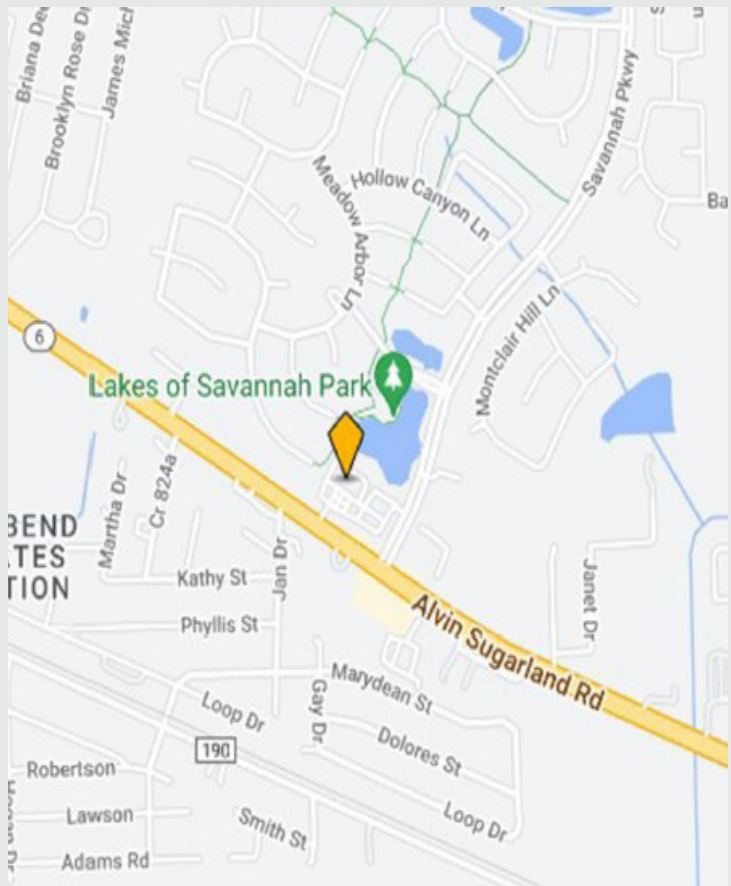 Briana De
Brooklyn Rose D
James Mich
Savannah Pkwy
S
n
Hollow Canyon Ln
Meadow Arbor Ln
Ba
Montclair Hill Ln
6
Lakes of Savannah Park
Martha Dr
Cr 824a
BEND
ATES
TION
Kathy St
Jan Dr
Janet Dr
Phyllis St
Alvin Sugarland Rd
Marydean St
Gay Dr
Loop Dr
190
Dolores St
Robertson
Lawson
Smith St
Loop Dr
Adams Rd